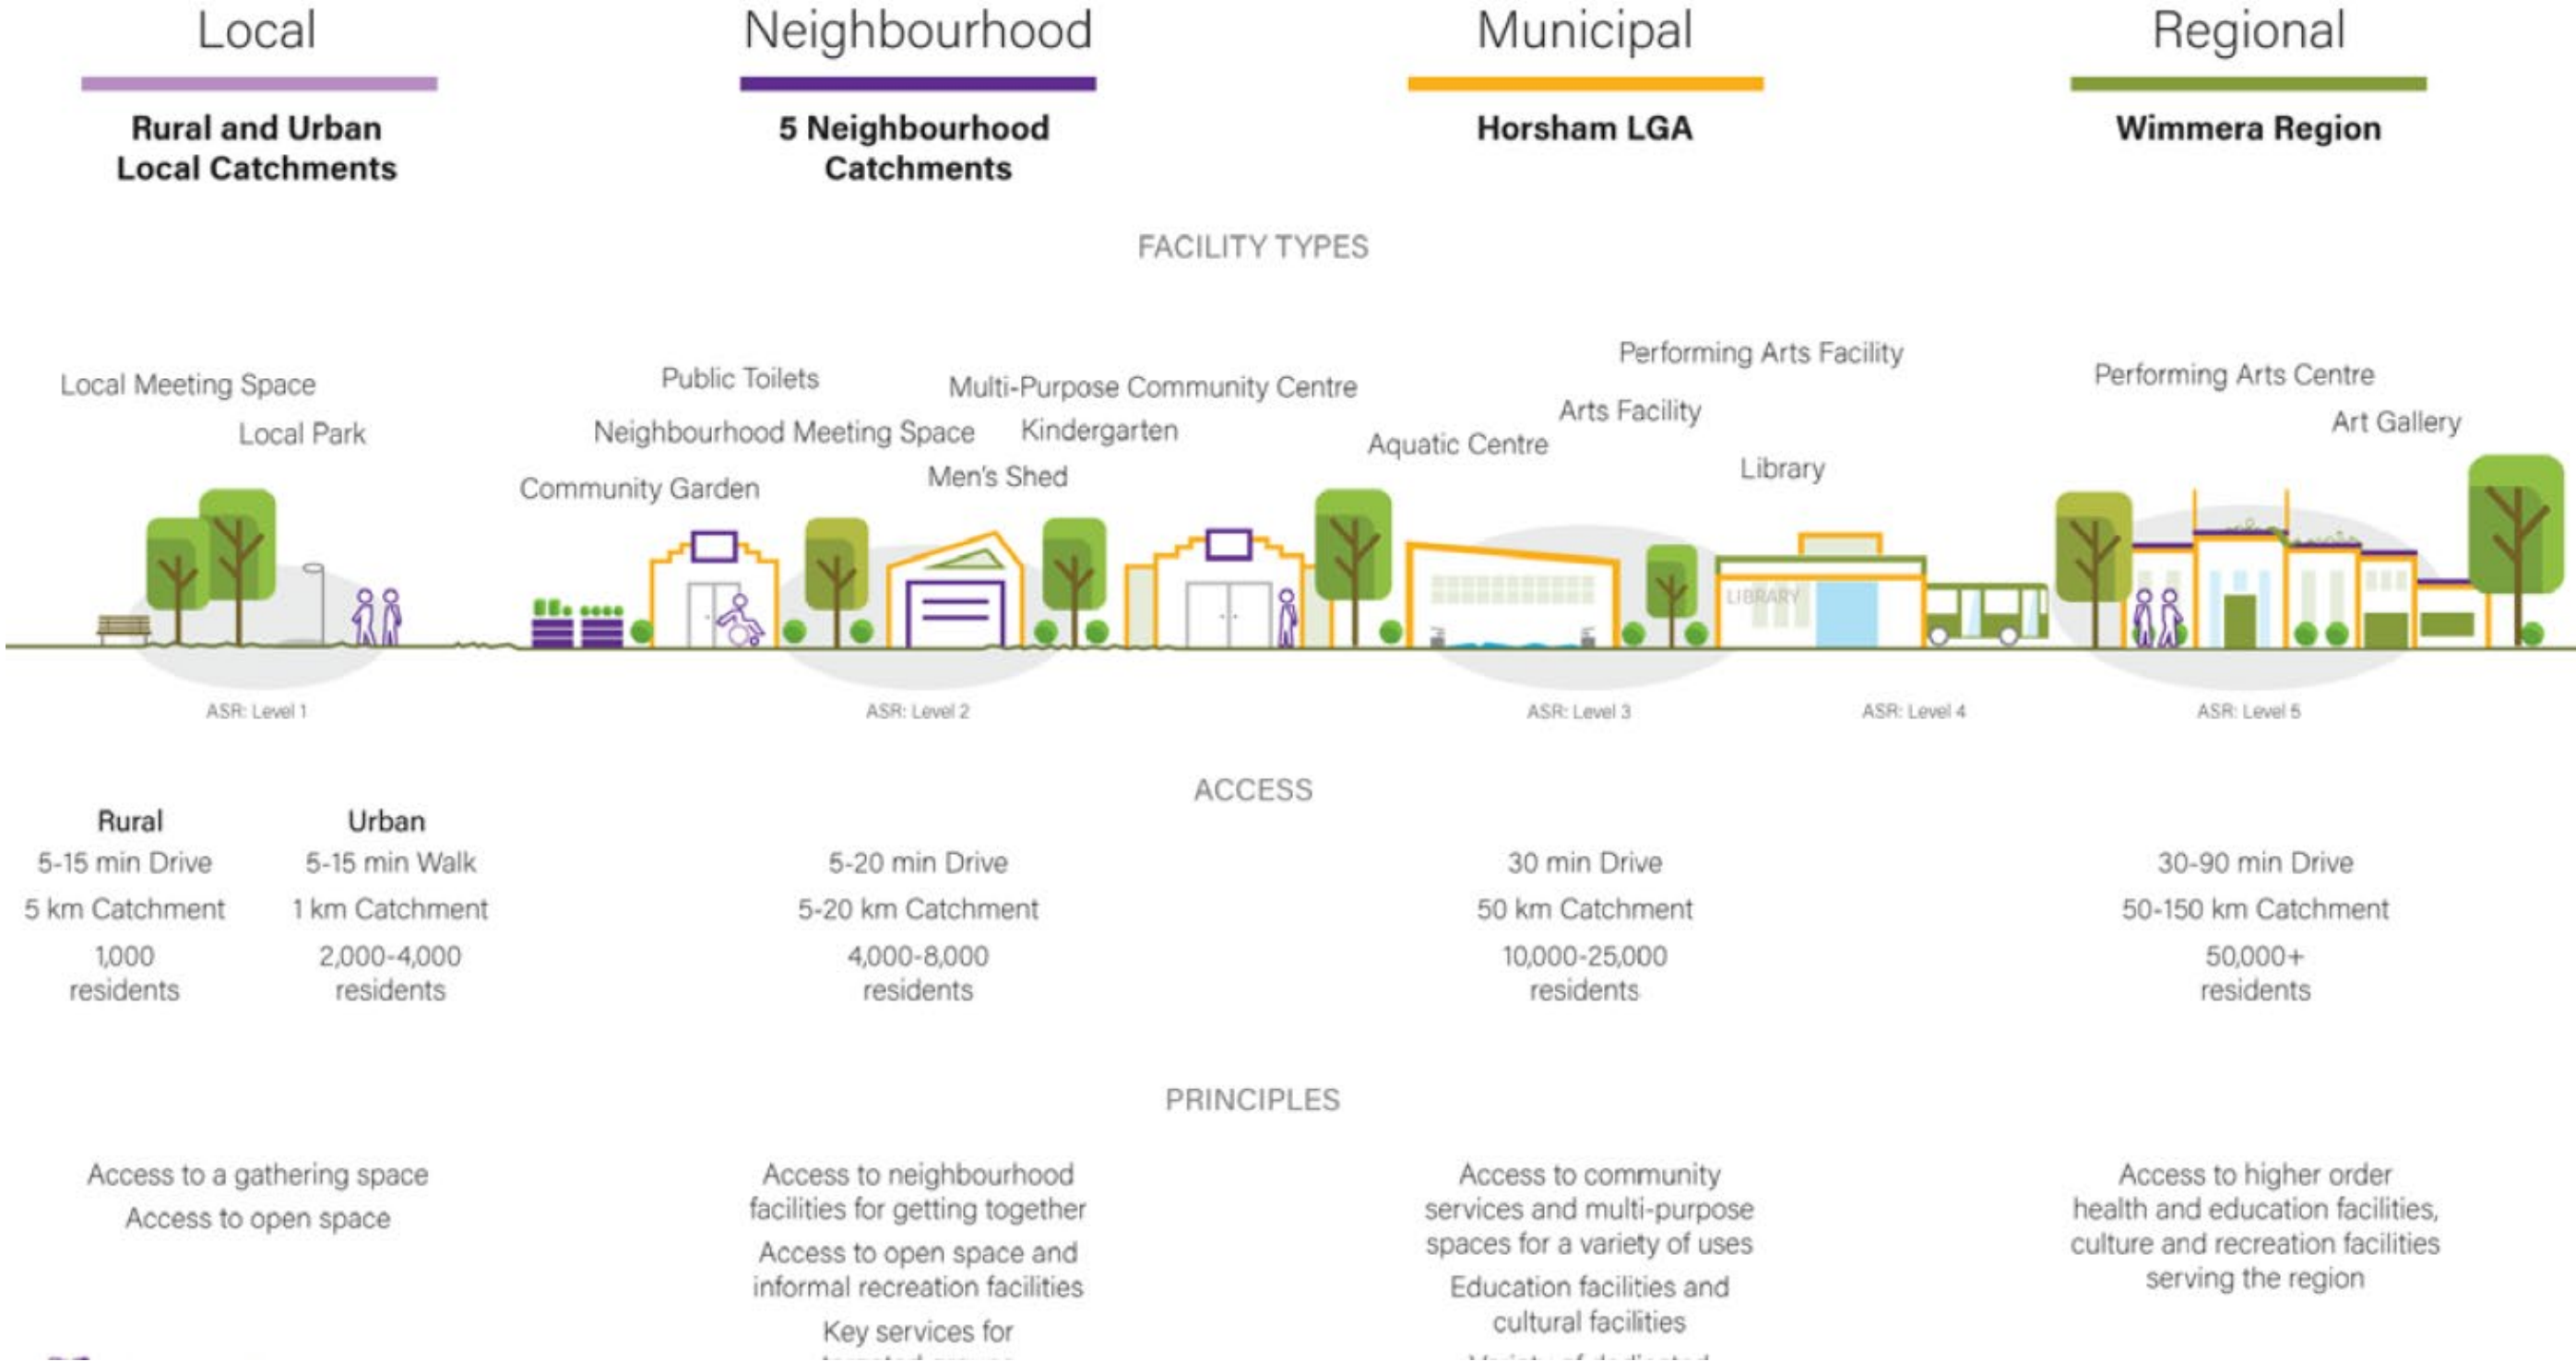 Local
Neighbourhood
Municipal
Regional
Rural and Urban
Local Catchments
5 Neighbourhood
Catchments
Horsham LGA
Wimmera Region
FACILITY TYPES
Local Meeting Space
Local Park
Public Toilets
Neighbourhood Meeting Space
Community Garden
Multi-Purpose Community Centre
Kindergarten
Men's Shed
Performing Arts Facility
Arts Facility
Aquatic Centre
Library
Performing Arts Centre
Art Gallery
LIBRARY
ASR: Level 1
ASR: Level 2
ASR: Level 3
ASR: Level 4
ASR: Level 5
ACCESS
Rural
5-15 min Drive
5 km Catchment
1,000
residents
Urban
5-15 min Walk
1 km Catchment
2,000-4,000
residents
5-20 min Drive
5-20 km Catchment
4,000-8,000
residents
30 min Drive
50 km Catchment
10,000-25,000
residents
30-90 min Drive
50-150 km Catchment
50,000+
residents
PRINCIPLES
Access to a gathering space
Access to open space
Access to neighbourhood
facilities for getting together
Access to open space and
informal recreation facilities
Key services for
Access to community
services and multi-purpose
spaces for a variety of uses
Education facilities and
cultural facilities
Variety of dedicated
Access to higher order
health and education facilities,
culture and recreation facilities
serving the region